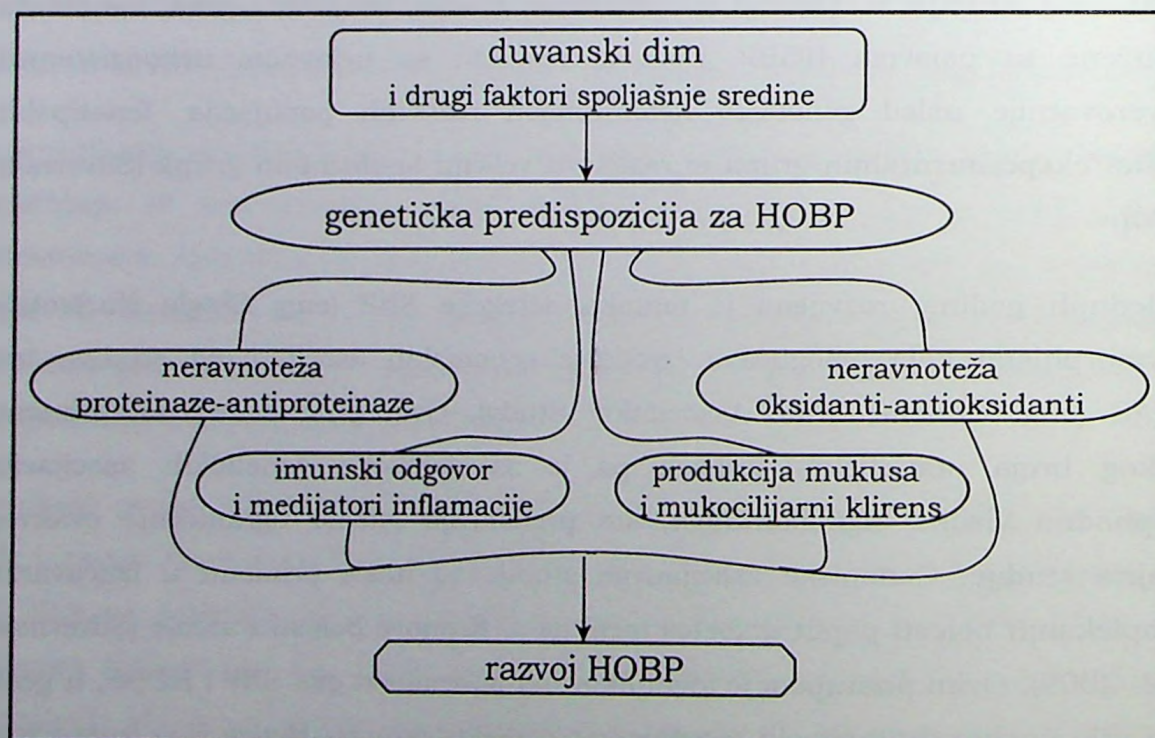 duvanski dim
i drugi faktori spoljašnje sredine
genetička predispozicija za HOBP
neravnoteža
proteinaze-antiproteinaze
neravnoteža
oksidanti-antioksidanti
imunski odgovor
i medijatori inflamacije
produkcija mukusa
i mukocilijarni klirens
razvoj HOBP